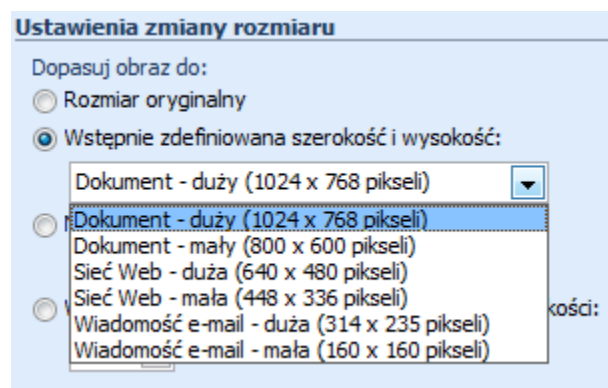 Ustawienia zmiany rozmiaru
Dopasuj obraz do:
Rozmiar oryginalny
Wstępnie zdefiniowana szerokość i wysokość:
Dokument - duży (1024 x 768 pikseli)
Dokument - duży (1024 x 768 pikseli)
Dokument - mały (800 x 600 pikseli)
Sieć Web - duża (640 x 480 pikseli)
Sieć Web - mała (448 x 336 pikseli)
Wiadomość e-mail - duża (314 x 235 pikseli)
Wiadomość e-mail - mała (160 x 160 pikseli)